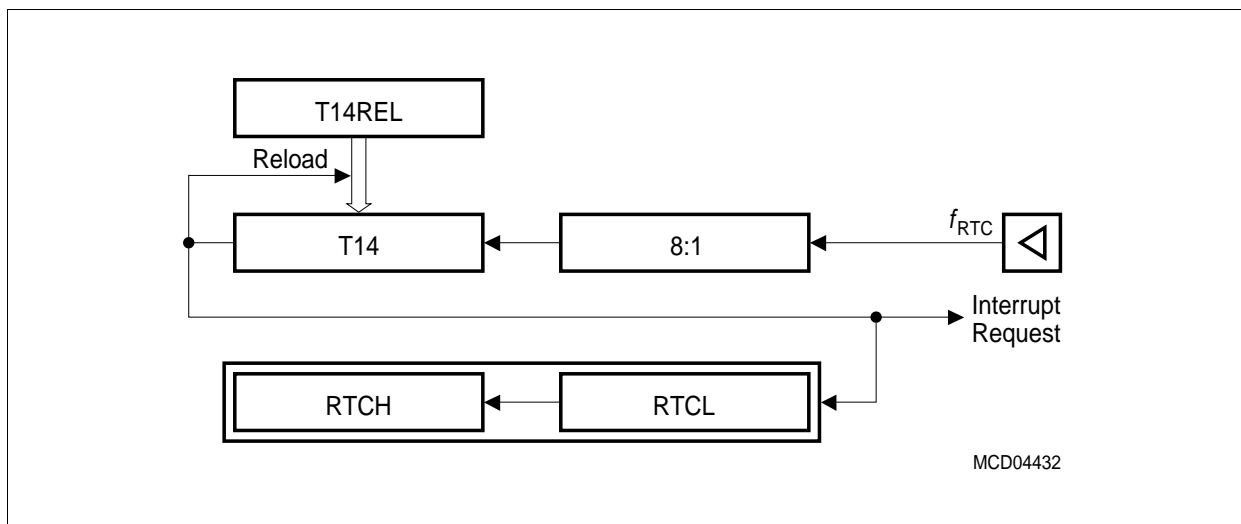 T14REL
Reload
T14
8:1
fRTC
Interrupt
Request
RTCH
RTCL
MCD04432